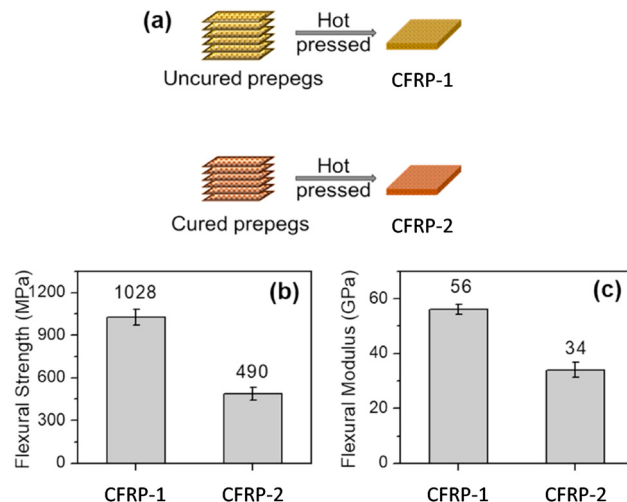 (a)
Hot
pressed
Uncured prepegs
CFRP-1
Hot
pressed
Cured prepegs
CFRP-2
(b)
Flexural Strength (MPa)
1200
900
600
300
0
1028
490
CFRP-1
CFRP-2
(c)
Flexural Modulus (GPa)
60
40
20
0
56
34
CFRP-1
CFRP-2